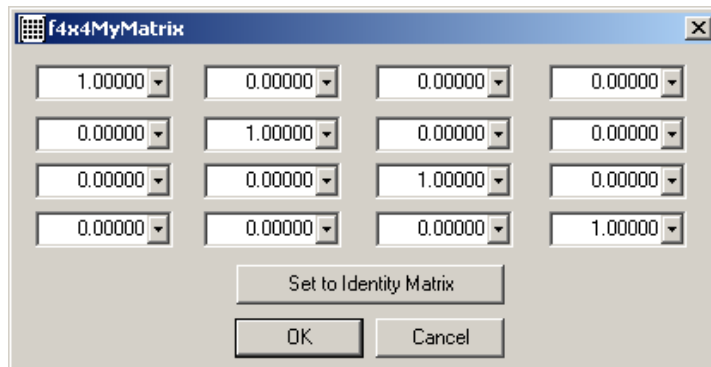 f4x4MyMatrix
1.00000 0.00000 0.00000 0.00000
0.00000 1.00000 0.00000 0.00000
0.00000 0.00000 1.00000 0.00000
0.00000 0.00000 0.00000 1.00000
Set to Identity Matrix
OK Cancel